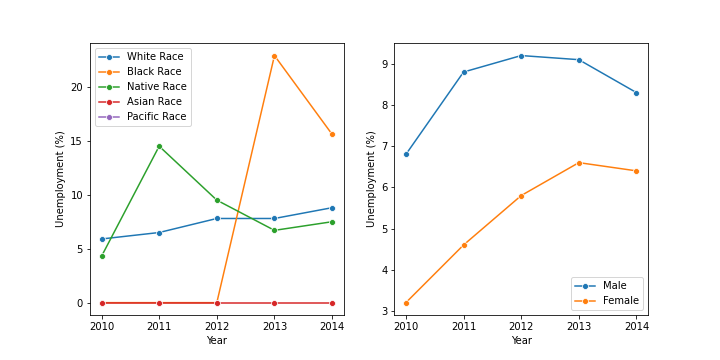 White Race
Black Race
Native Race
Asian Race
Pacific Race
Unemployment (%)
20
15
10
5
0
2010 2011 2012 2013 2014
Year
Unemployment (%)
9
8
7
6
5
4
3
Male
Female
2010 2011 2012 2013 2014
Year